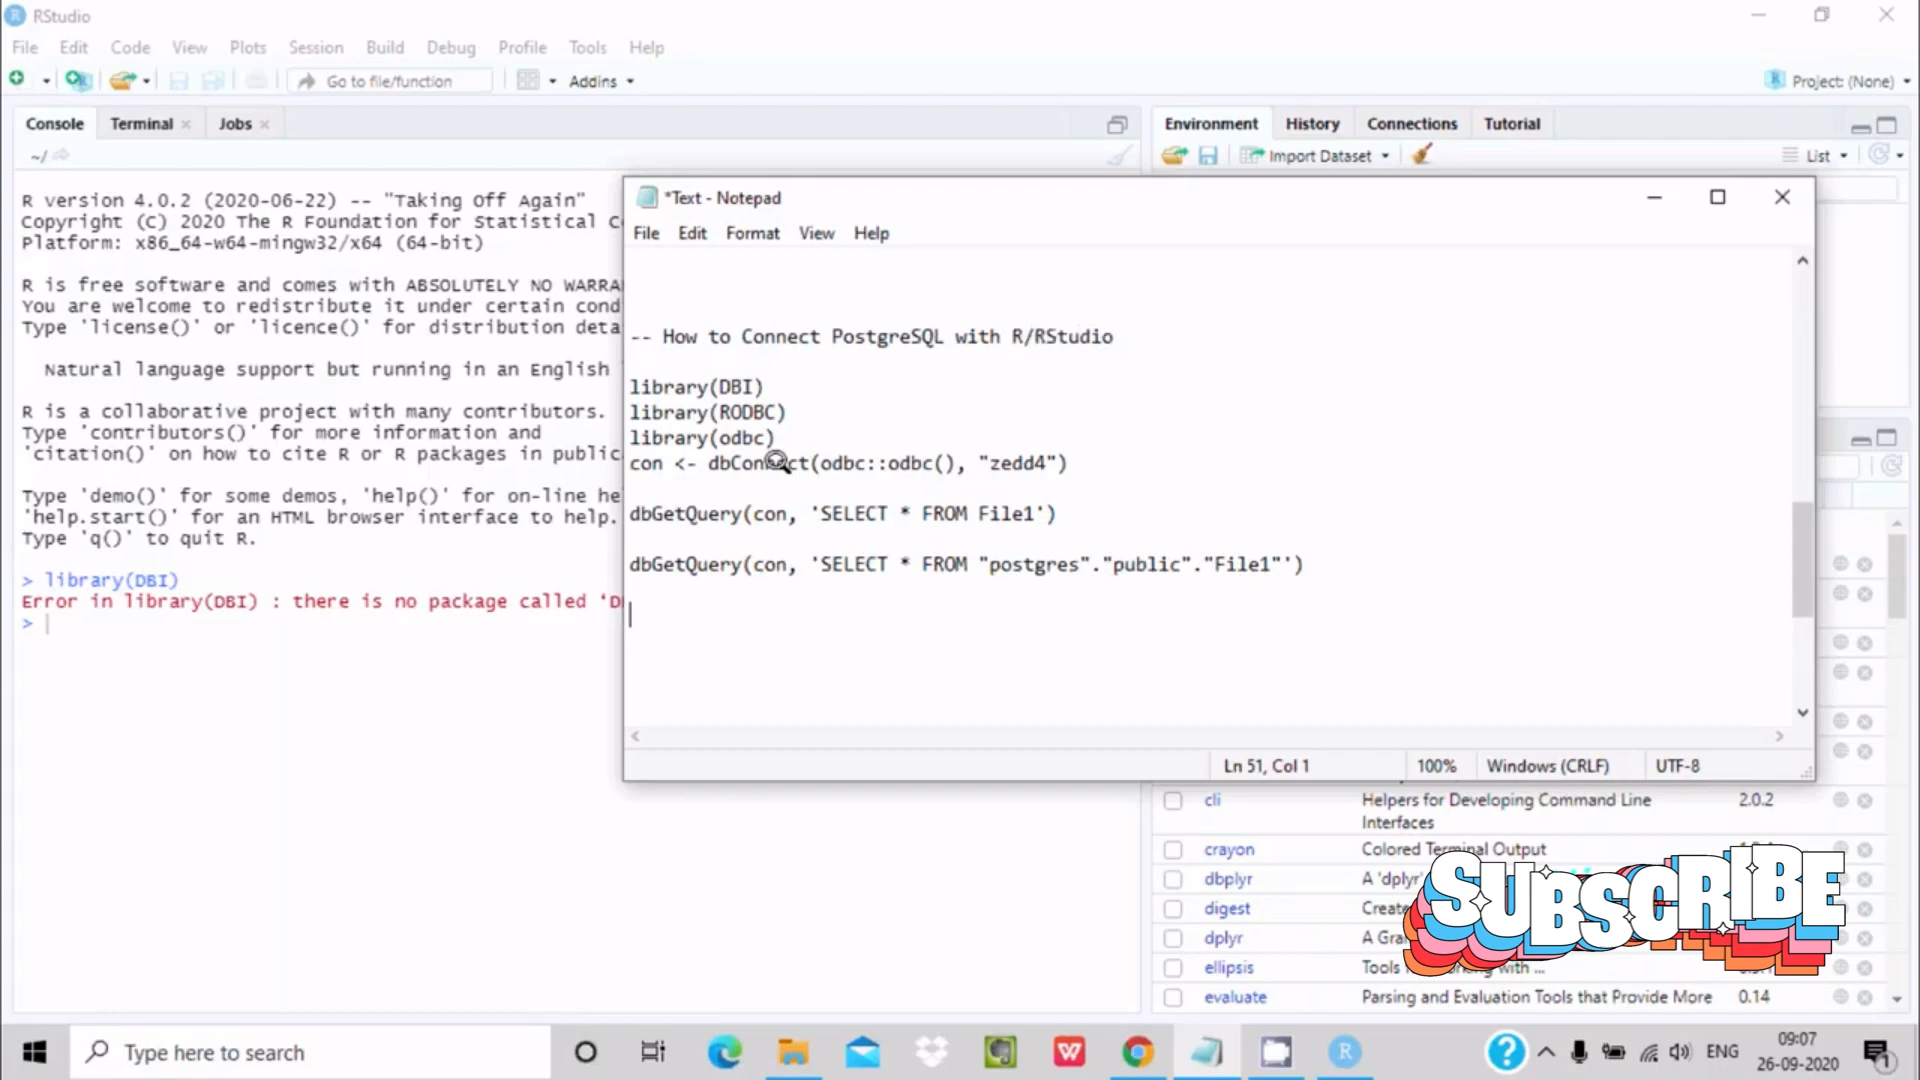 RStudio
File Edit Code View Plots Session Build Debug Profile Tools Help
Go to file/function Addins Project: (None)
Console Terminal Jobs
~/
R version 4.0.2 (2020-06-22) -- "Taking Off Again"
Copyright (C) 2020 The R Foundation for Statistical
Platform: x86_64-w64-mingw32/x64 (64-bit)
R is free software and comes with ABSOLUTELY NO
You are welcome to redistribute it under certain
Type 'license()' or 'licence()' for distribution
Natural language support but running in an English
R is a collaborative project with many contributors.
Type 'contributors()' for more information and
'citation()' on how to cite R or R packages in
Type 'demo()' for some demos, 'help()' for on-line
'help.start()' for an HTML browser interface to help.
Type 'q()' to quit R.
> library(DBI)
Error in library(DBI) : there is no package called
>
Environment History Connections Tutorial
Import Dataset List
*Text - Notepad
File Edit Format View Help
-- How to Connect PostgreSQL with R/RStudio
library(DBI)
library(RODBC)
library(odbc)
con <- dbConnect(odbc::odbc(), "zedd4")
dbGetQuery(con, 'SELECT * FROM File1')
dbGetQuery(con, 'SELECT * FROM "postgres"."public"."File1"')
Ln 51, Col 1 100% Windows (CRLF) UTF-8
cli Helpers for Developing Command Line 2.0.2
Interfaces
crayon Colored Terminal Output
dbplyr A 'dplyr'
digest
dplyr A
ellipsis Tools with ...
evaluate Parsing and Evaluation Tools that Provide More 0.14
SUBSCRIBE
Type here to search
ENG
09:07
26-09-2020